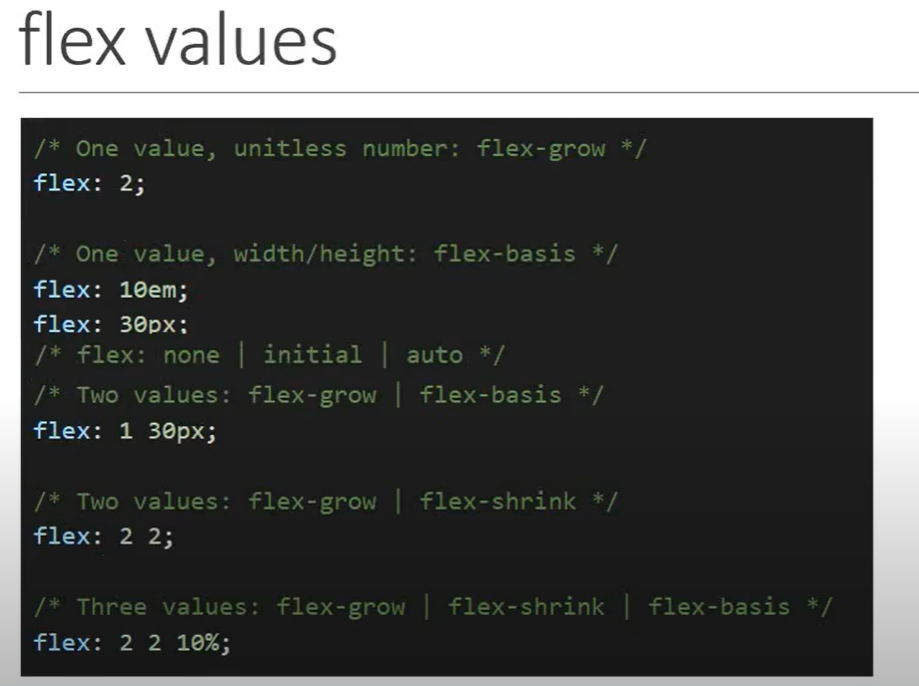 flex values
/* One value, unitless number: flex-grow */
flex: 2;
/* One value, width/height: flex-basis */
flex: 10em;
flex: 30px;
/* flex: none | initial | auto */
/* Two values: flex-grow | flex-basis */
flex: 1 30px;
/* Two values: flex-grow | flex-shrink */
flex: 2 2;
/* Three values: flex-grow | flex-shrink | flex-basis */
flex: 2 2 10%;